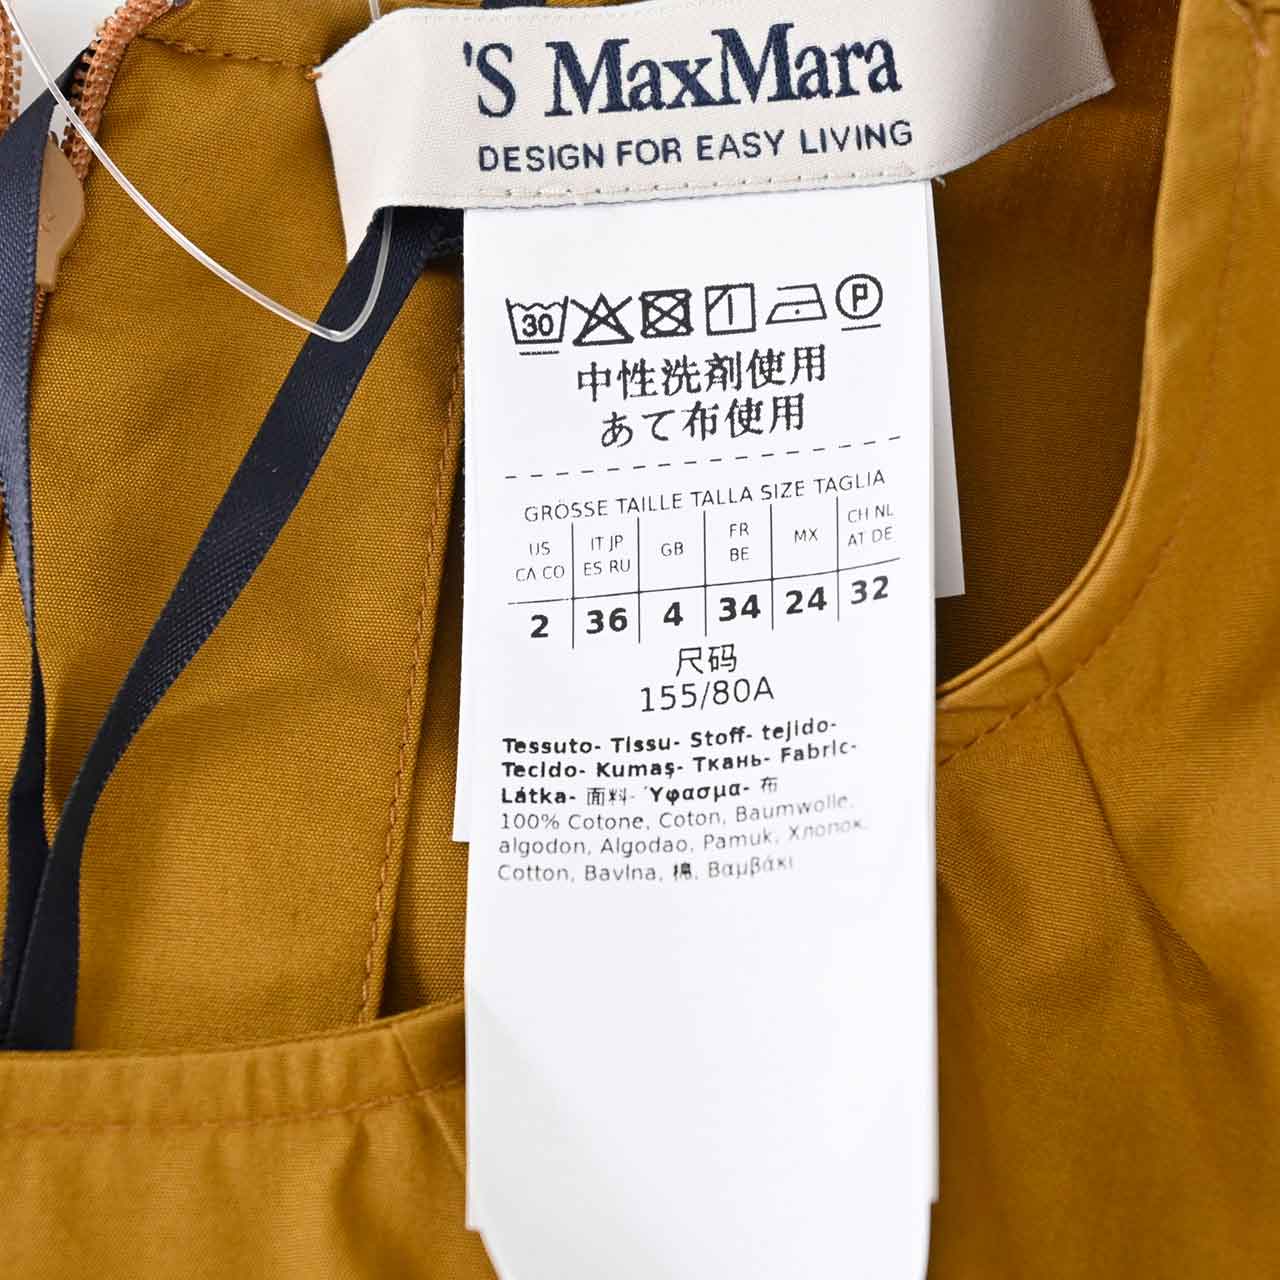 'S MaxMara
DESIGN FOR EASY LIVING
30 P
中性洗剤使用
あて布使用
GRÖSSE TAILLE TALLA SIZE TAGLIA
US CA CO
IT JP ES RU
GB
FR BE
MX
CH NL AT DE
2 36 4 34 24 32
尺码
155/80A
Tessuto- Tissu- Stoff- tejido-
Tecido- Kumaş- Ткань- Fabric-
Látka- 面料- Ύφασμα- 布
100% Cotone, Coton, Baumwolle,
algodon, Algodao, Pamuk, Хлопок,
Cotton, Bavlna, 棉, Βαμβάκι